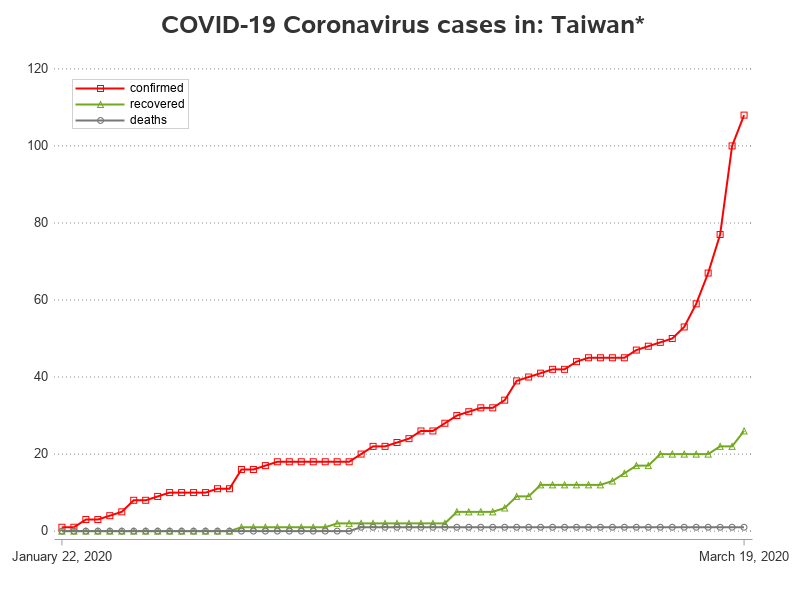 COVID-19 Coronavirus cases in: Taiwan*
120
confirmed
recovered
deaths
100
80
60
40
20
0
January 22, 2020
March 19, 2020